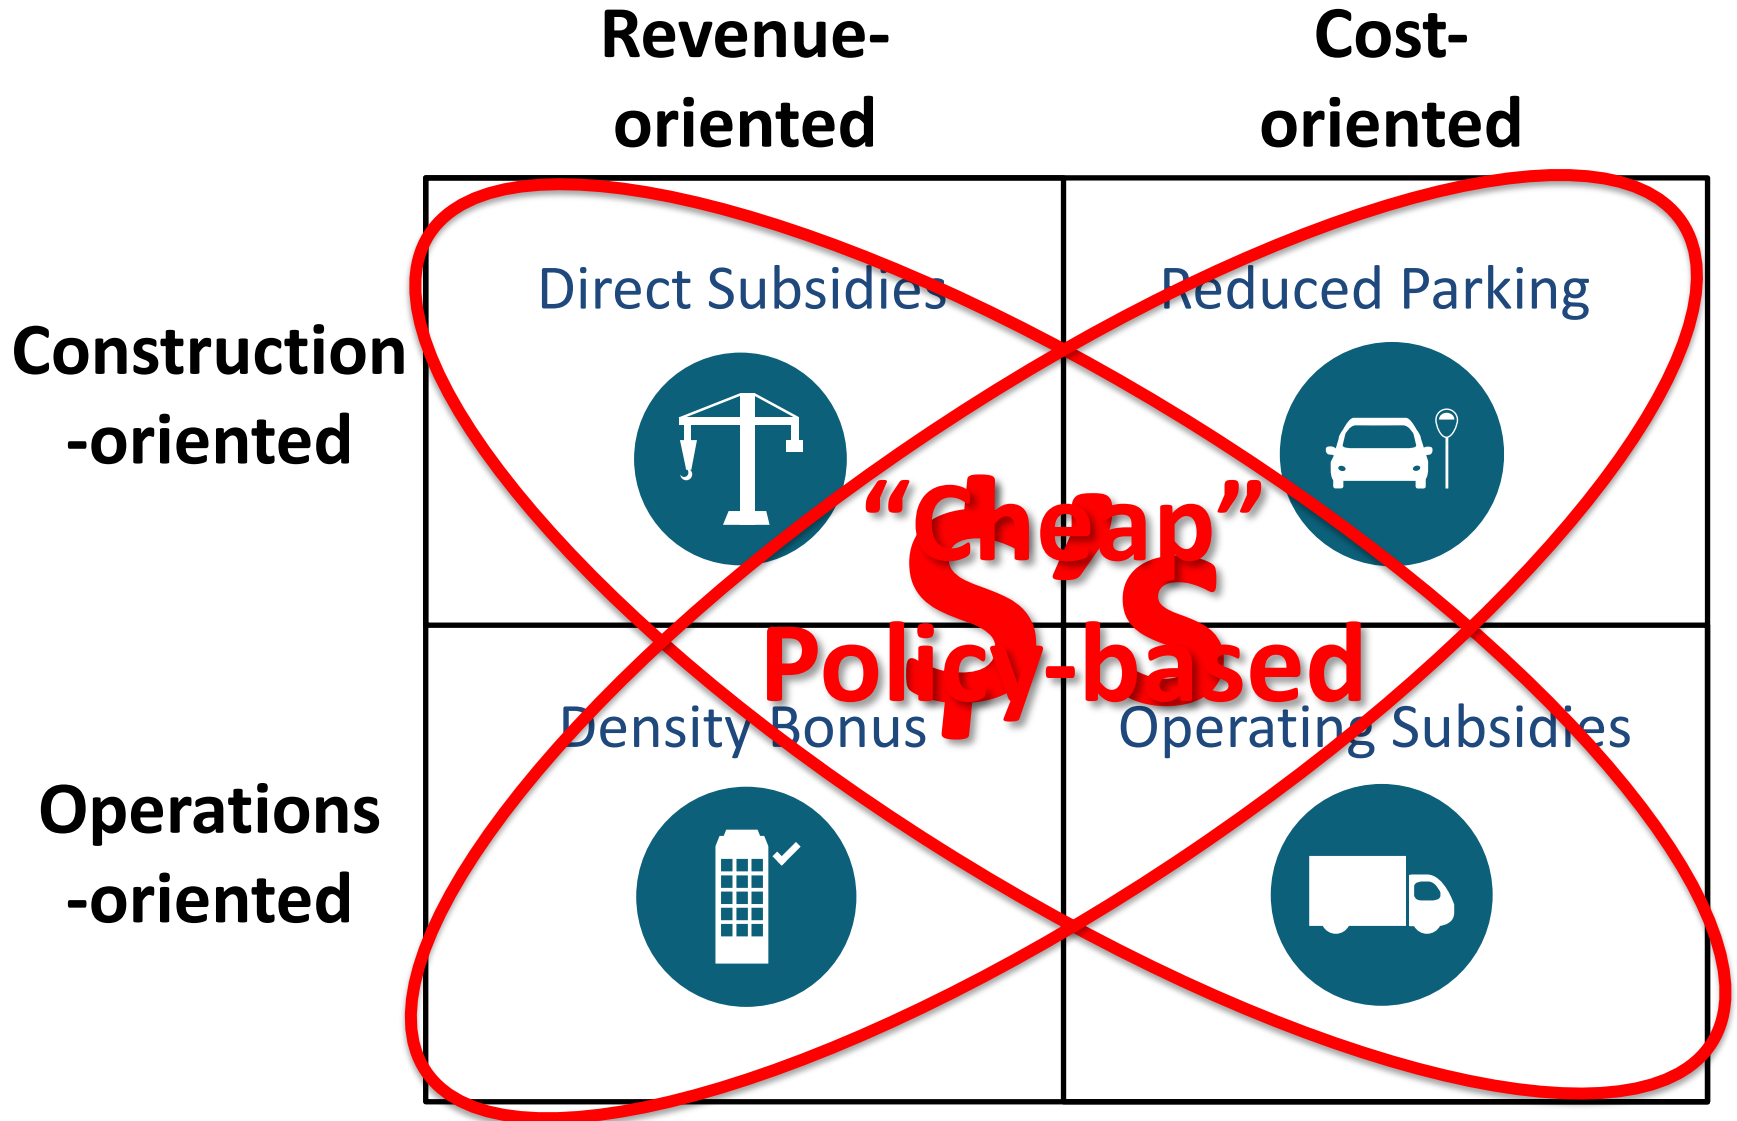 Revenue-
oriented
Cost-
oriented
Construction
-oriented
Direct Subsidies
Reduced Parking
“Cheap”
$’s
Policy-based
Operations
-oriented
Density Bonus
Operating Subsidies